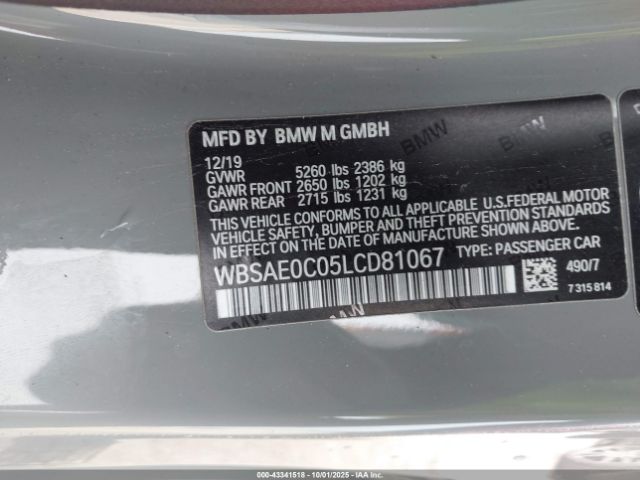 MFD BY BMW M GMBH
12/19
GVWR 5260 lbs 2386 kg
GAWR FRONT 2650 lbs 1202 kg
GAWR REAR 2715 lbs 1231 kg
THIS VEHICLE CONFORMS TO ALL APPLICABLE U.S.FEDERAL MOTOR
VEHICLE SAFETY, BUMPER AND THEFT PREVENTION STANDARDS
IN EFFECT ON THE DATE OF MANUFACTURE SHOWN ABOVE.
WBSAE0C05LCD81067 TYPE: PASSENGER CAR
490/7
7 315 814
BMW
000-43341518 - 10/01/2025 - IAAI.COM